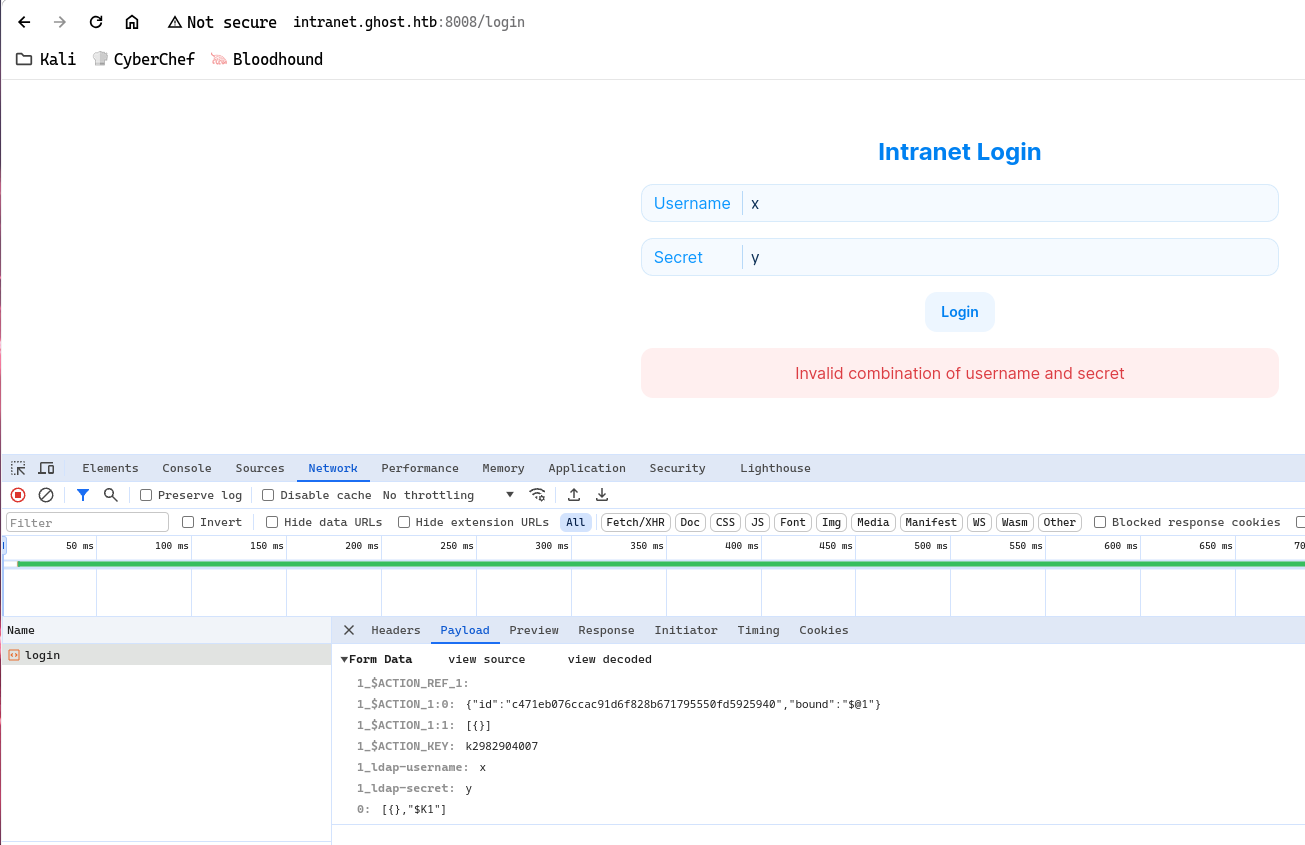 Not secure intranet.ghost.htb:8008/login
Kali CyberChef Bloodhound
Intranet Login
Username x
Secret y
Login
Invalid combination of username and secret
Elements Console Sources Network Performance Memory Application Security Lighthouse
Preserve log Disable cache No throttling
Filter Invert Hide data URLs Hide extension URLs All Fetch/XHR Doc CSS JS Font Img Media Manifest WS Wasm Other Blocked response cookies
50 ms 100 ms 150 ms 200 ms 250 ms 300 ms 350 ms 400 ms 450 ms 500 ms 550 ms 600 ms 650 ms 70
Name Headers Payload Preview Response Initiator Timing Cookies
login
Form Data view source view decoded
1_$ACTION_REF_1:
1_$ACTION_1:0: {"id":"c471eb076ccac91d6f828b671795550fd5925940","bound":"$@1"}
1_$ACTION_1:1: [{}]
1_$ACTION_KEY: k2982904007
1_ldap-username: x
1_ldap-secret: y
0: [{},"$K1"]